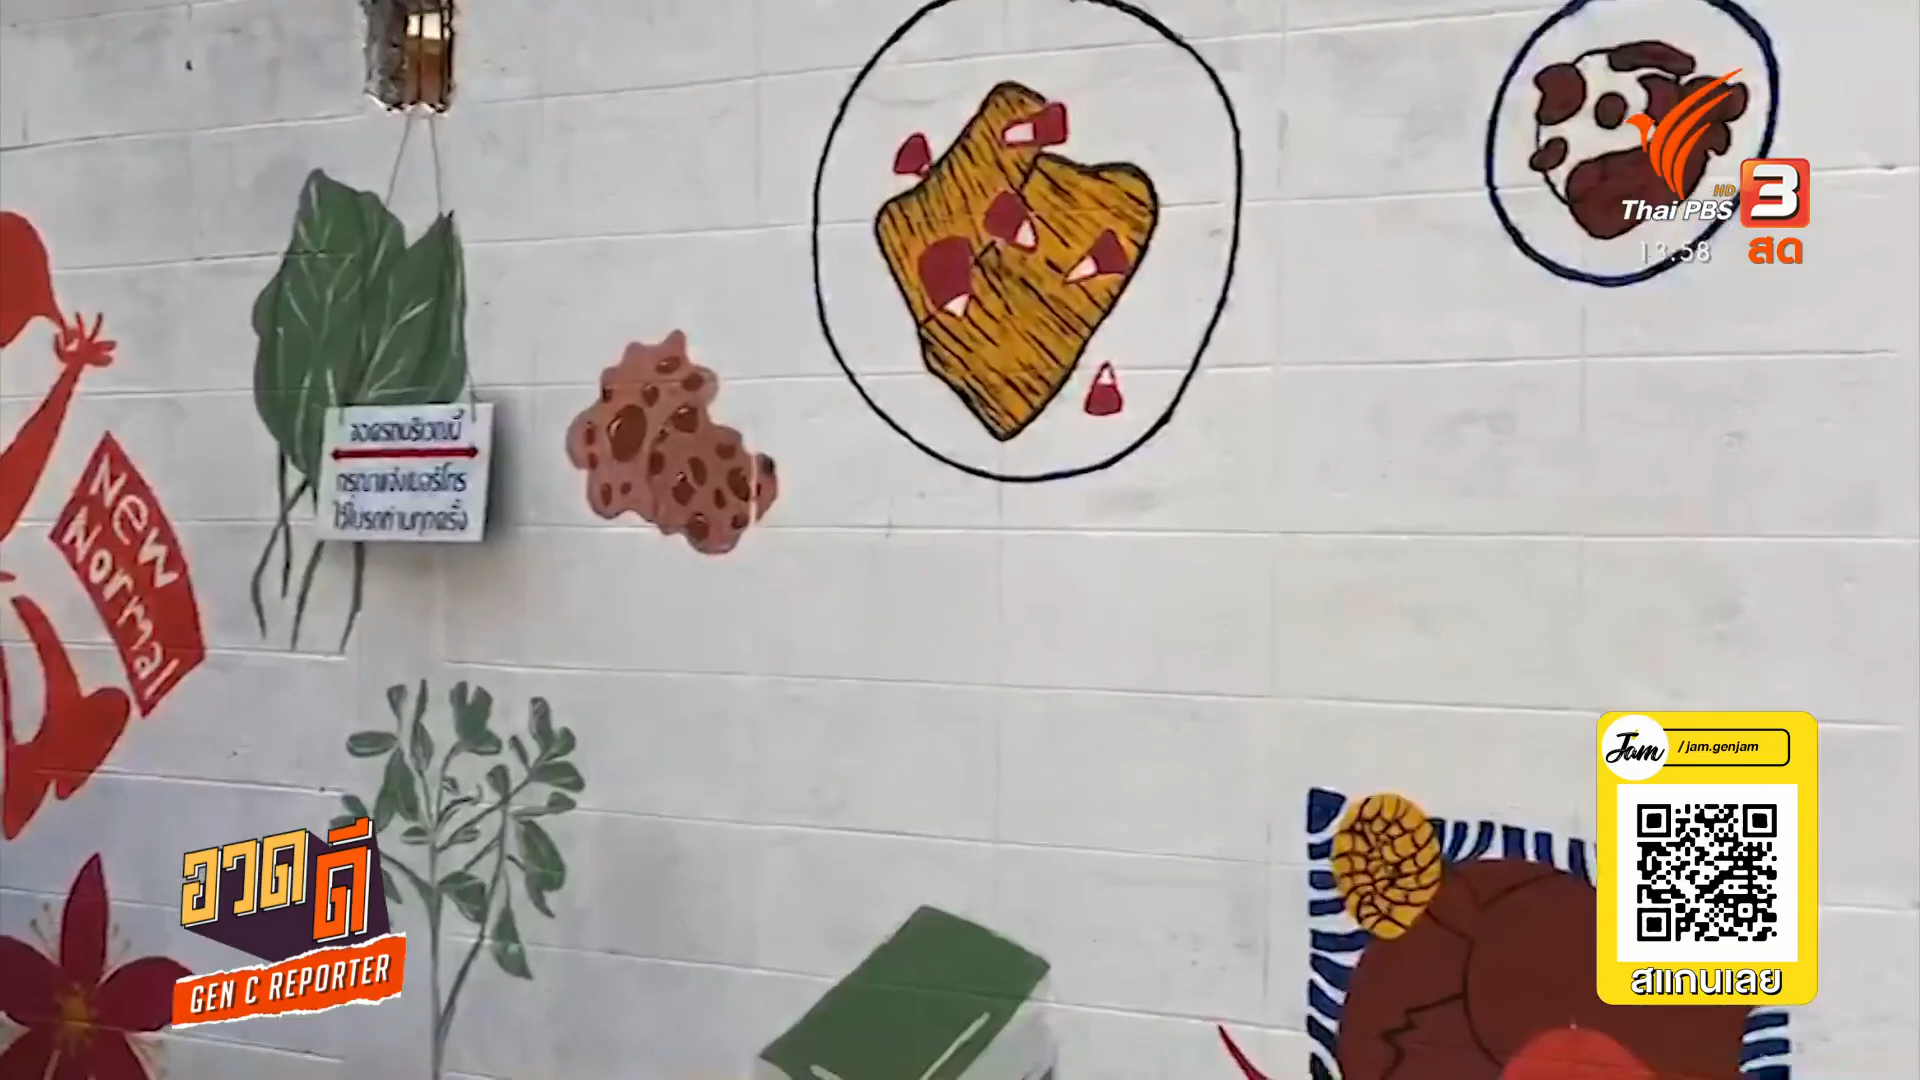 จอดรถบริเวณนี้
กรุณาแจ้งเบอร์โทร
ไว้ในรถท่านทุกครั้ง
New
Normal
HD
Thai PBS
3
13:58
สด
Jam
/jam.genjam
สแกนเลย
อวดดี
GEN C REPORTER